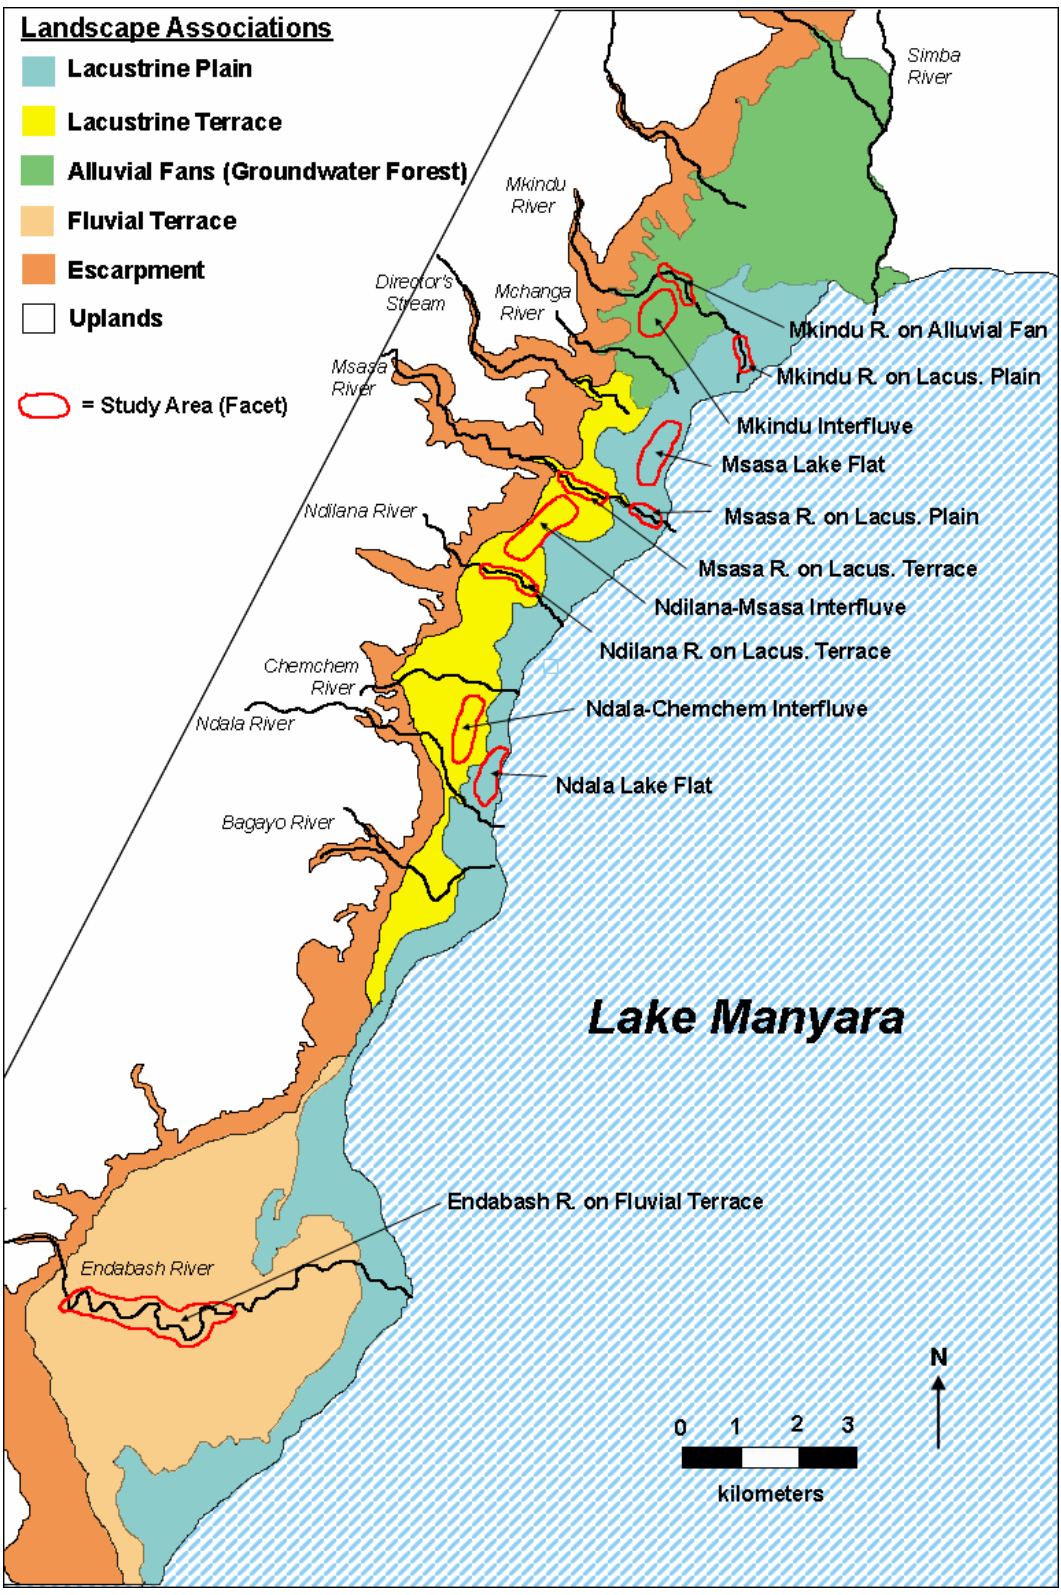 Landscape Associations
Lacustrine Plain
Lacustrine Terrace
Alluvial Fans (Groundwater Forest)
Fluvial Terrace
Escarpment
Uplands
= Study Area (Facet)
Simba
River
Mkindu
River
Director's
Stream
Mchanga
River
Msasa
River
Mkindu R. on Alluvial Fan
Mkindu R. on Lacus. Plain
Mkindu Interfluve
Msasa Lake Flat
Ndilana River
Msasa R. on Lacus. Plain
Msasa R. on Lacus. Terrace
Ndilana-Msasa Interfluve
Ndilana R. on Lacus. Terrace
Chemchem
River
Ndala River
Ndala-Chemchem Interfluve
Ndala Lake Flat
Bagayo River
Lake Manyara
Endabash R. on Fluvial Terrace
Endabash River
N
0 1 2 3
kilometers